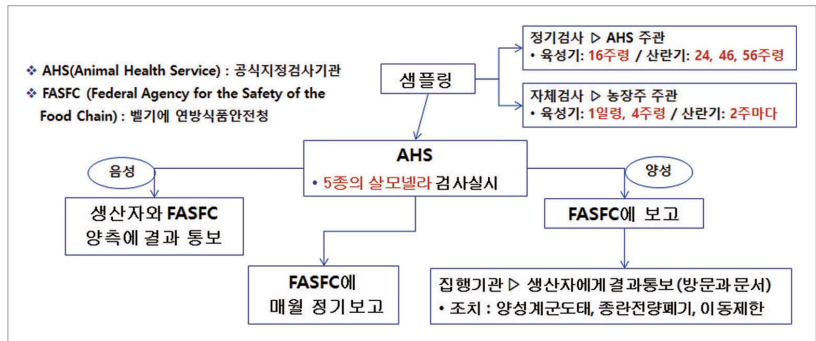 ❖ AHS(Animal Health Service) : 공식지정검사기관
❖ FASFC (Federal Agency for the Safety of the
Food Chain) : 벨기에 연방식품안전청
샘플링
정기검사 ▷ AHS 주관
• 육성기: 16주령 / 산란기: 24, 46, 56주령
자체검사 ▷ 농장주 주관
• 육성기: 1일령, 4주령 / 산란기: 2주마다
AHS
• 5종의 살모넬라 검사실시
음성
양성
생산자와 FASFC
양측에 결과 통보
FASFC에 보고
FASFC에
매월 정기보고
집행기관 ▷ 생산자에게 결과통보 (방문과 문서)
• 조치 : 양성계군도태, 종란전량폐기, 이동제한